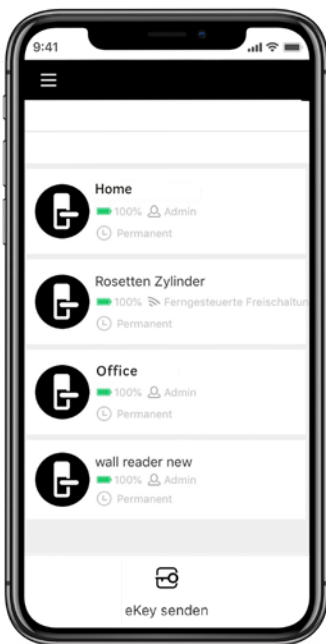 9:41
Home
100% Admin
Permanent
Rosetten Zylinder
100% Ferngesteuerte Freischaltun
Permanent
Office
100% Admin
Permanent
wall reader new
100% Admin
Permanent
eKey senden